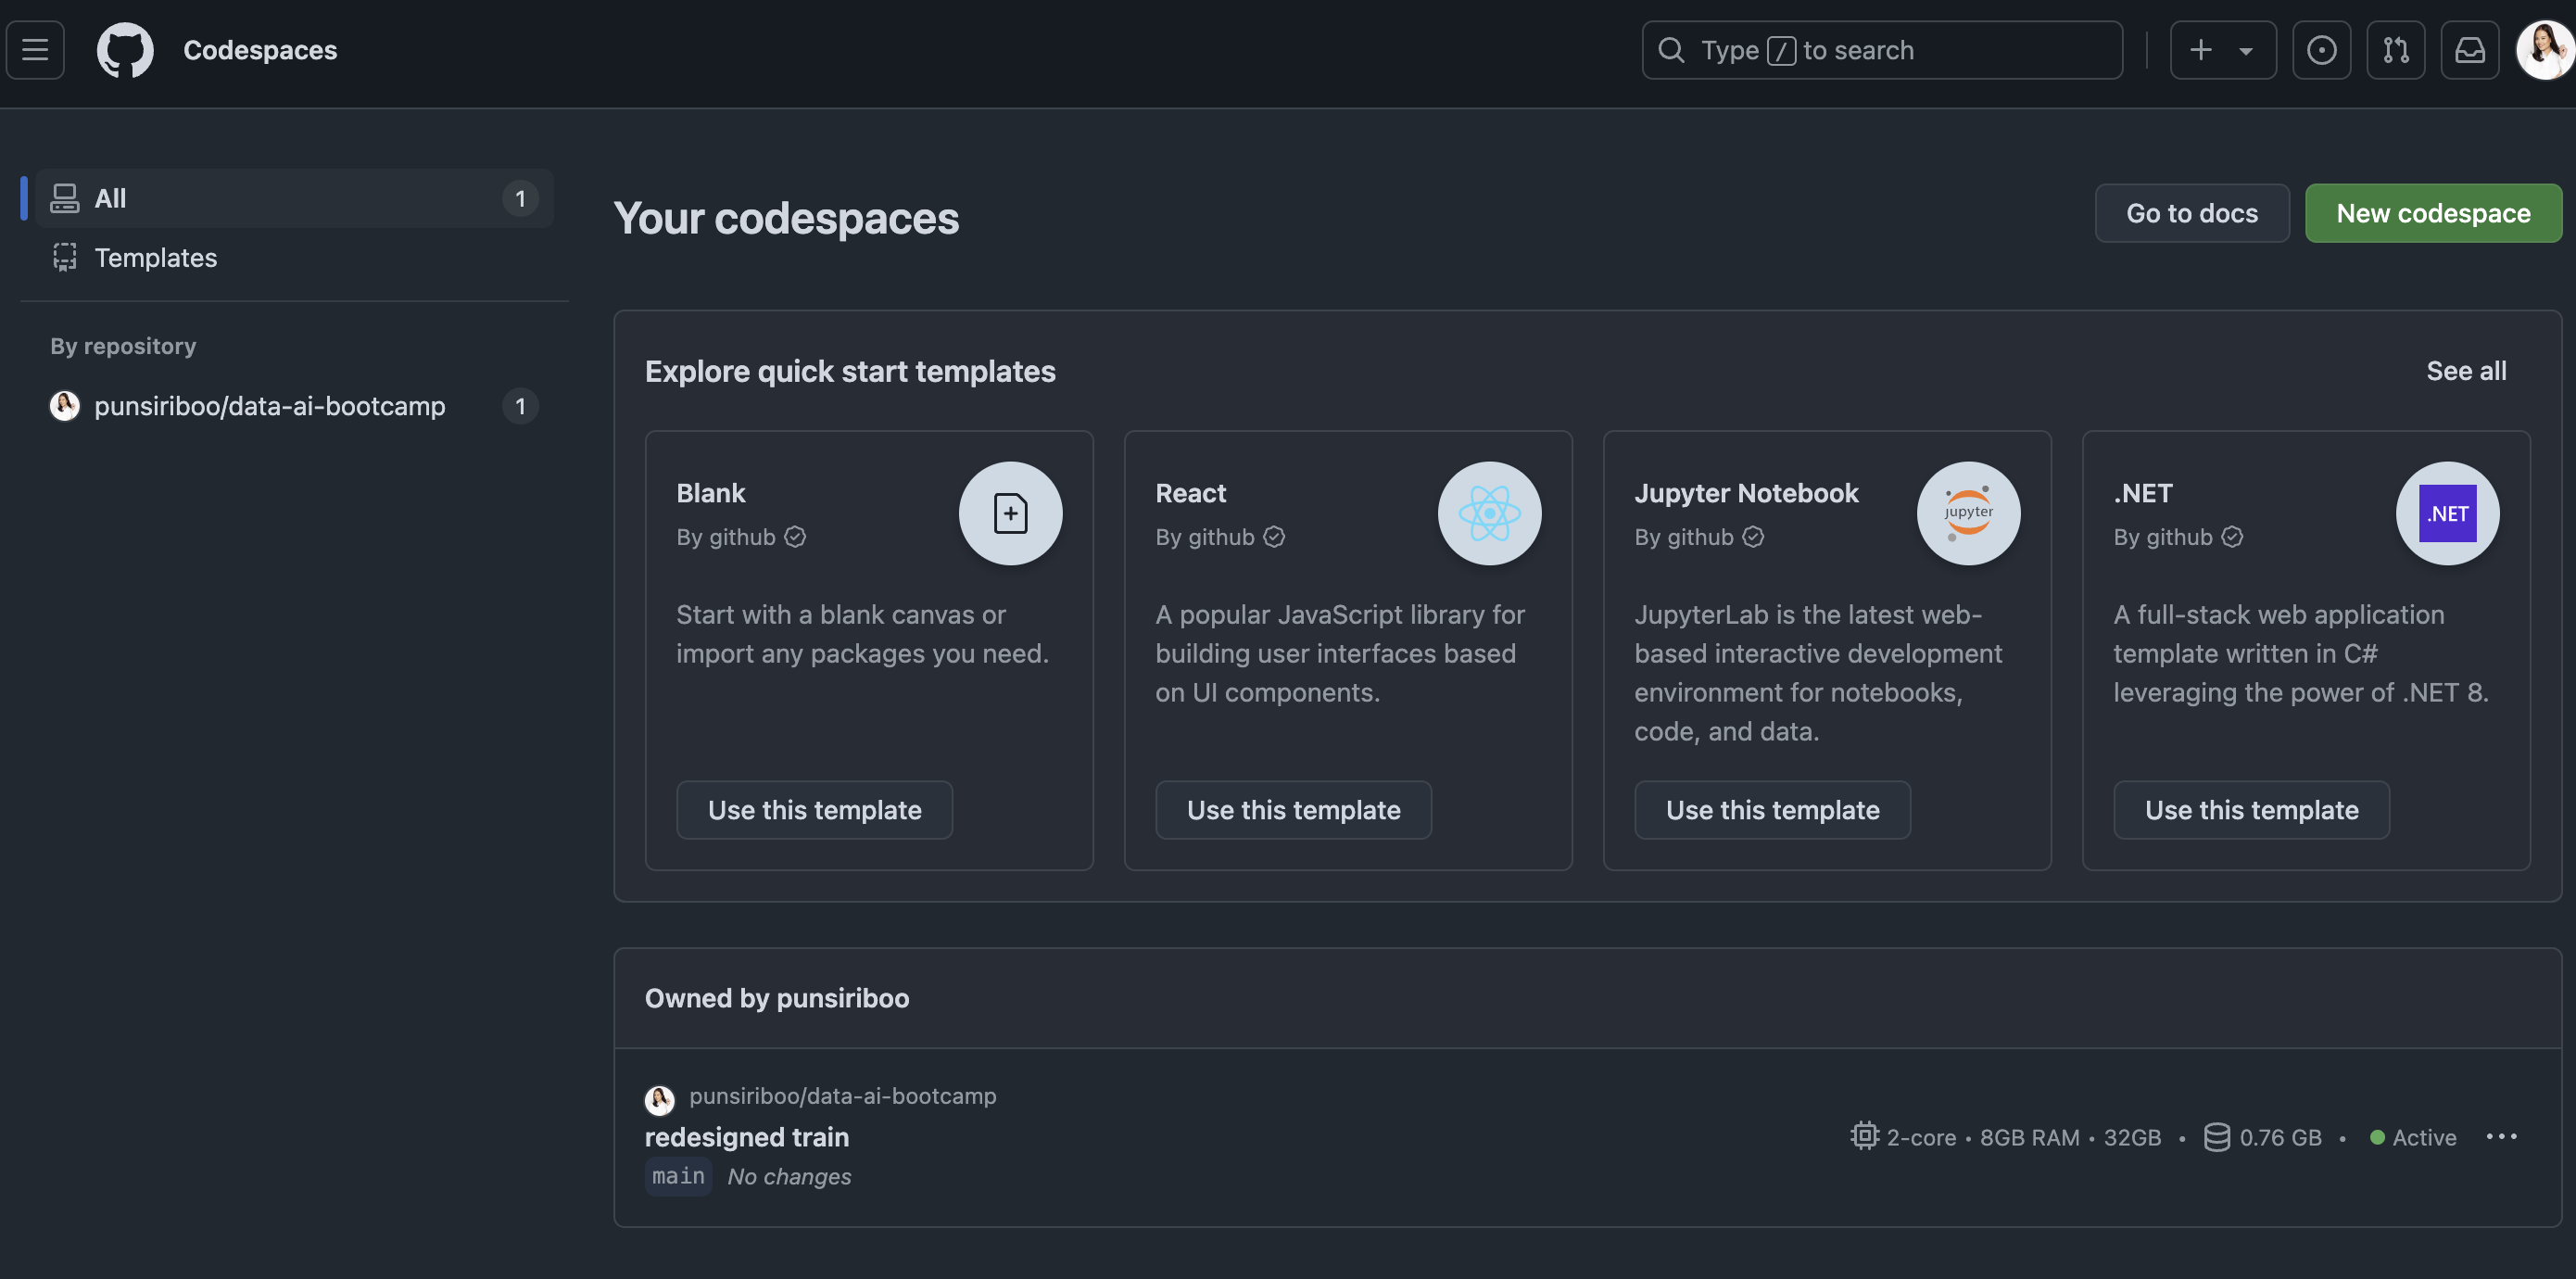 Codespaces
Type / to search
All 1
Templates
By repository
punsiriboo/data-ai-bootcamp 1
Your codespaces
Go to docs
New codespace
Explore quick start templates
See all
Blank
By github
Start with a blank canvas or
import any packages you need.
Use this template
React
By github
A popular JavaScript library for
building user interfaces based
on UI components.
Use this template
Jupyter Notebook
By github
jupyter
JupyterLab is the latest web-
based interactive development
environment for notebooks,
code, and data.
Use this template
.NET
By github
.NET
A full-stack web application
template written in C#
leveraging the power of .NET 8.
Use this template
Owned by punsiriboo
punsiriboo/data-ai-bootcamp
redesigned train
main No changes
2-core • 8GB RAM • 32GB • 0.76 GB • Active